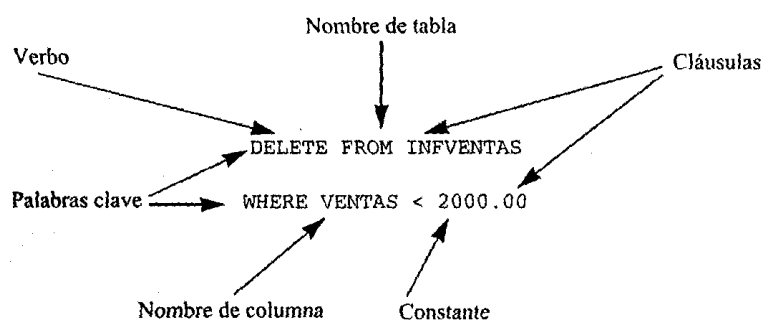 Nombre de tabla
Verbo
Cláusulas
DELETE FROM INFVENTAS
Palabras clave
WHERE VENTAS < 2000.00
Nombre de columna
Constante